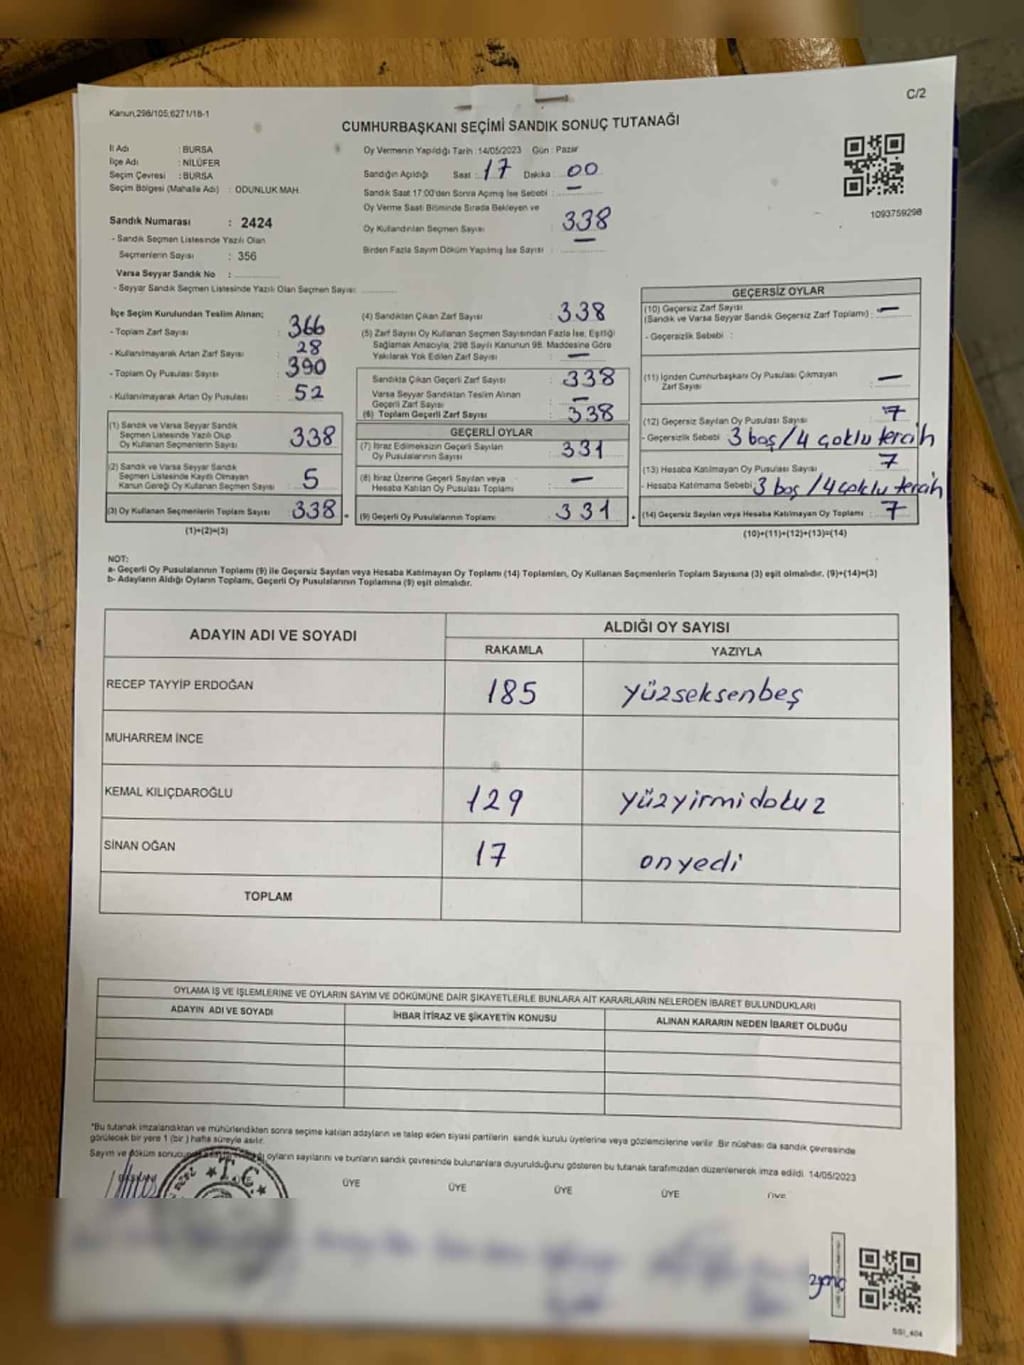 C/2
Kanun,298/105;6271/18-1
CUMHURBAŞKANI SEÇİMİ SANDIK SONUÇ TUTANAĞI
İl Adı : BURSA
İlçe Adı : NİLÜFER
Seçim Çevresi : BURSA
Seçim Bölgesi (Mahalle Adı) : ODUNLUK MAH.
Sandık Numarası : 2424
- Sandık Seçmen Listesinde Yazılı Olan
Seçmenlerin Sayısı : 356
Varsa Seyyar Sandık No :
- Seyyar Sandık Seçmen Listesinde Yazılı Olan Seçmen Sayısı :
Oy Vermenin Yapıldığı Tarih : 14/05/2023 Gün : Pazar
Sandığın Açıldığı Saat : 17 Dakika : 00
Sandık Saat 17:00'den Sonra Açılmış İse Sebebi : —
Oy Verme Saati Bitiminde Sırada Bekleyen ve
Oy Kullandırılan Seçmen Sayısı : 338
Birden Fazla Sayım Döküm Yapılmış İse Sayısı : —
1093759298
İlçe Seçim Kurulundan Teslim Alınan;
- Toplam Zarf Sayısı : 366
- Kullanılmayarak Artan Zarf Sayısı : 28
- Toplam Oy Pusulası Sayısı : 390
- Kullanılmayarak Artan Oy Pusulası : 52
(1) Sandık ve Varsa Seyyar Sandık
Seçmen Listesinde Yazılı Olup
Oy Kullanan Seçmenlerin Sayısı : 338
(2) Sandık ve Varsa Seyyar Sandık
Seçmen Listesinde Kayıtlı Olmayan
Kanun Gereği Oy Kullanan Seçmen Sayısı : 5
(3) Oy Kullanan Seçmenlerin Toplam Sayısı : 338
(1)+(2)=(3)
(4) Sandıktan Çıkan Zarf Sayısı : 338
(5) Zarf Sayısı Oy Kullanan Seçmen Sayısından Fazla İse, Eşitliği
Sağlamak Amacıyla, 298 Sayılı Kanunun 98. Maddesine Göre
Yakılarak Yok Edilen Zarf Sayısı : —
Sandıkta Çıkan Geçerli Zarf Sayısı : 338
Varsa Seyyar Sandıktan Teslim Alınan
Geçerli Zarf Sayısı : —
(6) Toplam Geçerli Zarf Sayısı : 338
GEÇERLİ OYLAR
(7) İtiraz Edilmeksizin Geçerli Sayılan
Oy Pusulalarının Sayısı : 331
(8) İtiraz Üzerine Geçerli Sayılan veya
Hesaba Katılan Oy Pusulası Toplamı : —
(9) Geçerli Oy Pusulalarının Toplamı : 331
GEÇERSİZ OYLAR
(10) Geçersiz Zarf Sayısı
(Sandık ve Varsa Seyyar Sandık Geçersiz Zarf Toplamı) : —
- Geçersizlik Sebebi :
(11) İçinden Cumhurbaşkanı Oy Pusulası Çıkmayan
Zarf Sayısı : —
(12) Geçersiz Sayılan Oy Pusulası Sayısı : 7
- Geçersizlik Sebebi : 3 boş / 4 çoklu tercih
(13) Hesaba Katılmayan Oy Pusulası Sayısı : 7
- Hesaba Katılmama Sebebi : 3 boş / 4 çoklu tercih
(14) Geçersiz Sayılan veya Hesaba Katılmayan Oy Toplamı : 7
(10)+(11)+(12)+(13)=(14)
NOT:
a- Geçerli Oy Pusulalarının Toplamı (9) ile Geçersiz Sayılan veya Hesaba Katılmayan Oy Toplamı (14) Toplamları, Oy Kullanan Seçmenlerin Toplam Sayısına (3) eşit olmalıdır. (9)+(14)=(3)
b- Adayların Aldığı Oyların Toplamı, Geçerli Oy Pusulalarının Toplamına (9) eşit olmalıdır.
ADAYIN ADI VE SOYADI ALDIĞI OY SAYISI
RAKAMLA YAZIYLA
RECEP TAYYİP ERDOĞAN 185 yüzseksenbeş
MUHARREM İNCE
KEMAL KILIÇDAROĞLU 129 yüzyirmidokuz
SİNAN OĞAN 17 onyedi
TOPLAM
OYLAMA İŞ VE İŞLEMLERİNE VE OYLARIN SAYIM VE DÖKÜMÜNE DAİR ŞİKAYETLERLE BUNLARA AİT KARARLARIN NELERDEN İBARET BULUNDUKLARI
ADAYIN ADI VE SOYADI İHBAR İTİRAZ VE ŞİKAYETİN KONUSU ALINAN KARARIN NEDEN İBARET OLDUĞU
*Bu tutanak imzalandıktan ve mühürlendikten sonra seçime katılan adayların ve talep eden siyasi partilerin sandık kurulu üyelerine veya gözlemcilerine verilir. Bir nüshası da sandık çevresinde
görülecek bir yere 1 (bir) hafta süreyle asılır.
Sayım ve döküm oyların sayılarını ve bunların sandık çevresinde bulunanlara duyurulduğunu gösteren bu tutanak tarafımızdan düzenlenerek imza edildi. 14/05/2023
BAŞKAN ÜYE ÜYE ÜYE ÜYE ÜYE
T.C.
SSI_404